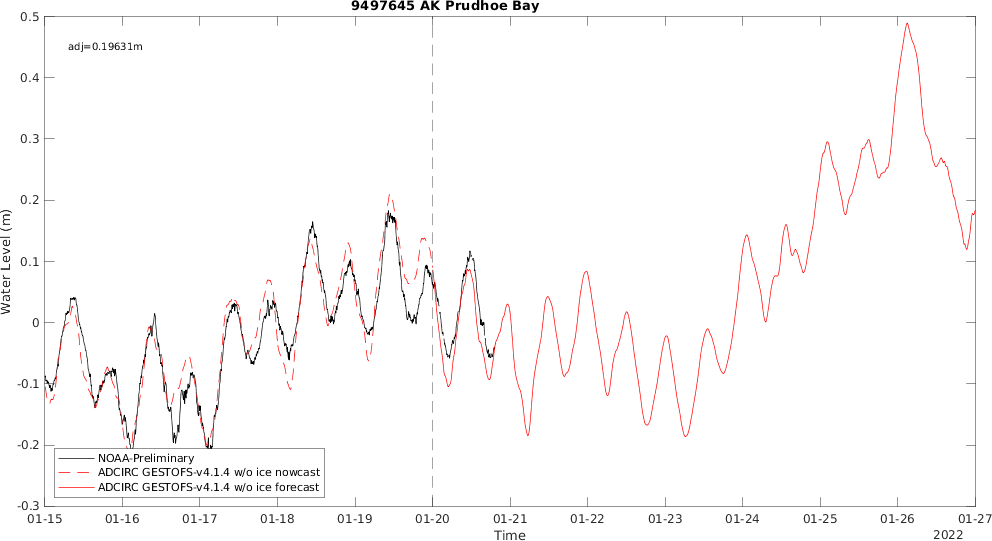 9497645 AK Prudhoe Bay
adj=0.19631m
Water Level (m)
0.5
0.4
0.3
0.2
0.1
0
-0.1
-0.2
-0.3
NOAA-Preliminary
ADCIRC GESTOFS-v4.1.4 w/o ice nowcast
ADCIRC GESTOFS-v4.1.4 w/o ice forecast
01-15 01-16 01-17 01-18 01-19 01-20 01-21 01-22 01-23 01-24 01-25 01-26 01-27
Time
2022